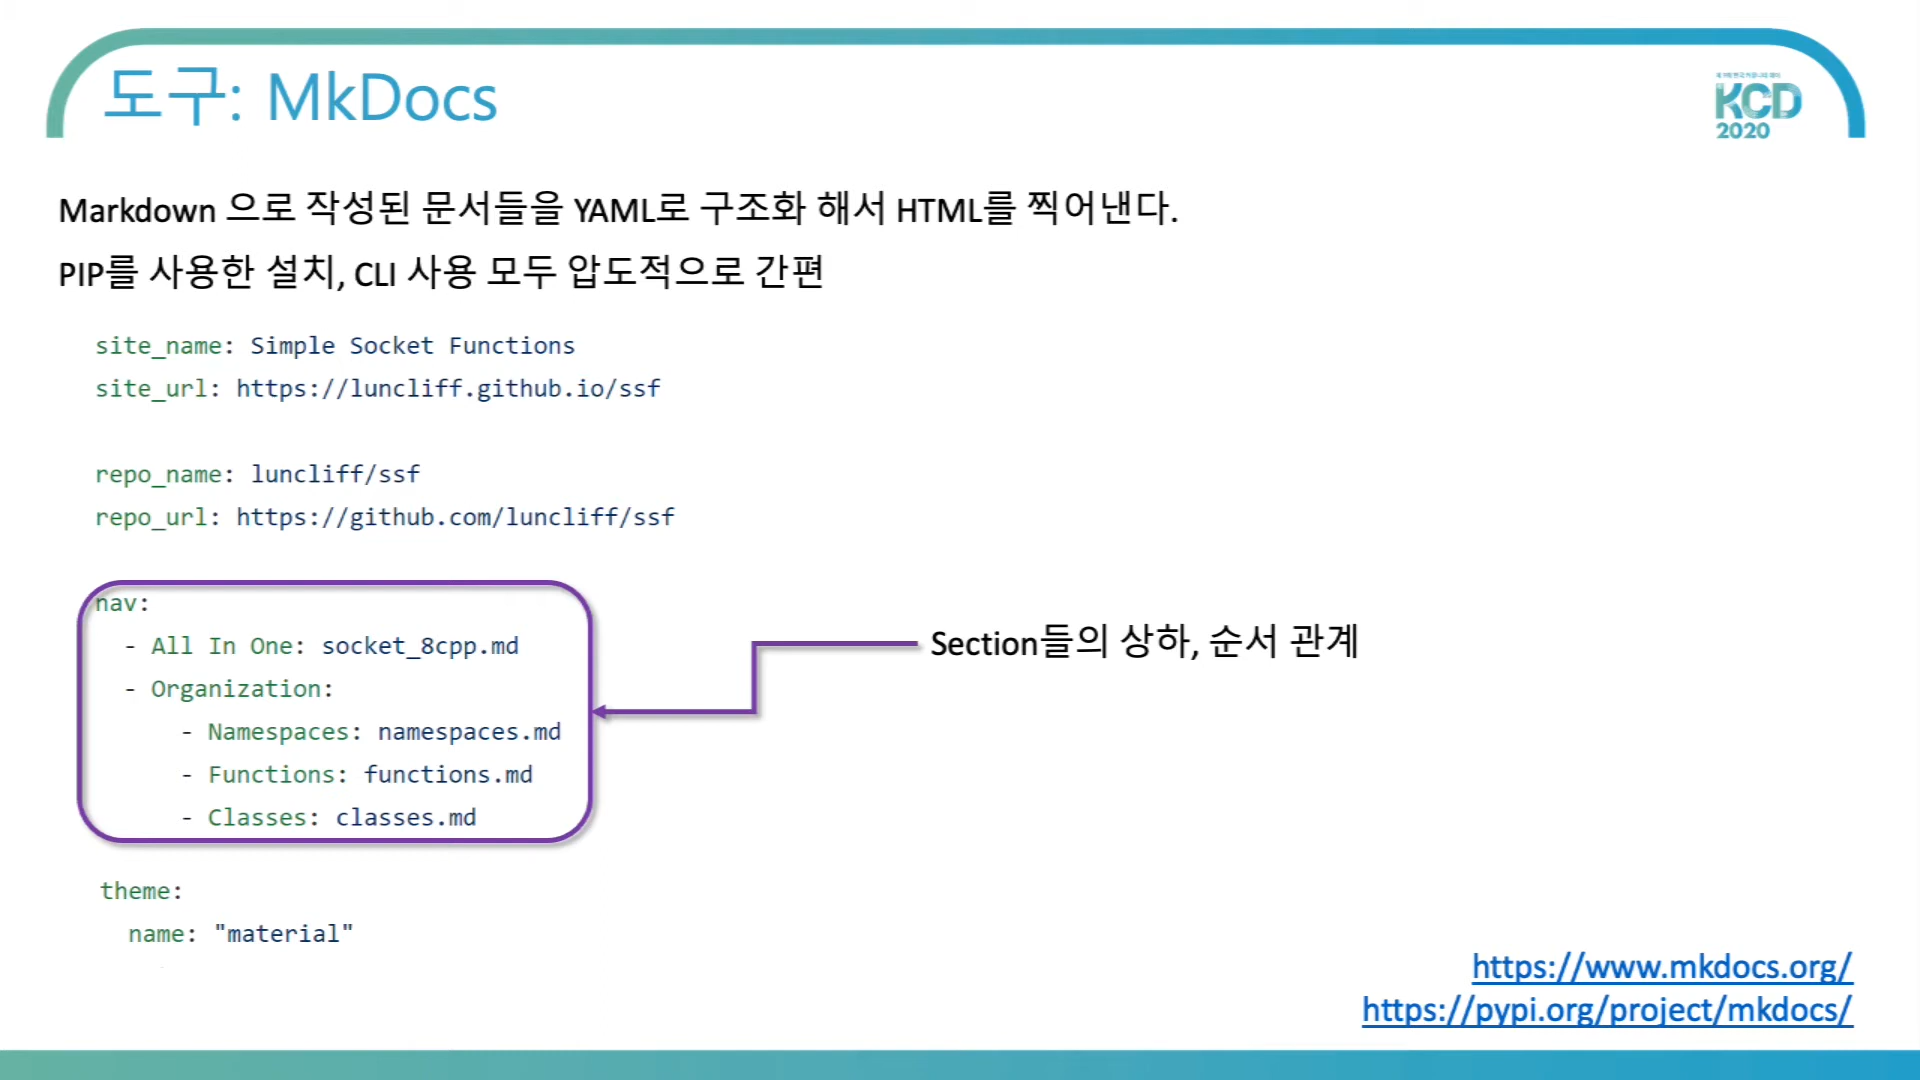 도구: MkDocs
KCD
2020
Markdown 으로 작성된 문서들을 YAML로 구조화 해서 HTML를 찍어낸다.
PIP를 사용한 설치, CLI 사용 모두 압도적으로 간편
site_name: Simple Socket Functions
site_url: https://luncliff.github.io/ssf
repo_name: luncliff/ssf
repo_url: https://github.com/luncliff/ssf
nav:
- All In One: socket_8cpp.md
- Organization:
- Namespaces: namespaces.md
- Functions: functions.md
- Classes: classes.md
Section들의 상하, 순서 관계
theme:
name: "material"
https://www.mkdocs.org/
https://pypi.org/project/mkdocs/